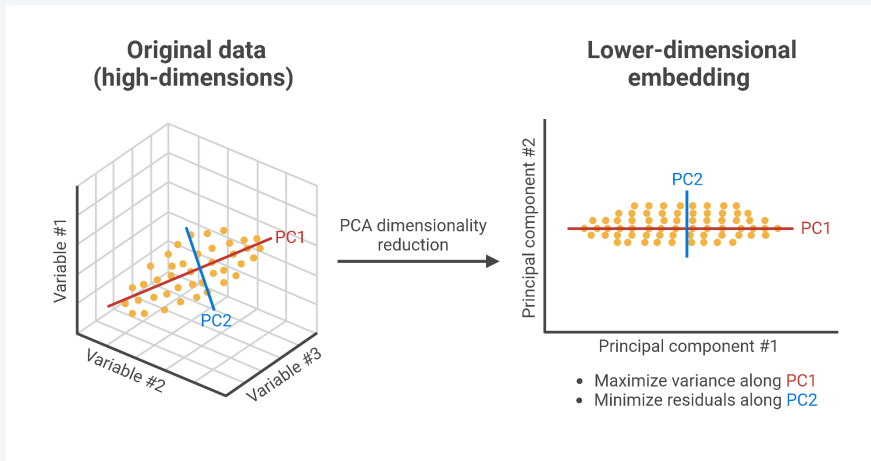 Original data
(high-dimensions)
Variable #1
Variable #2
Variable #3
PC1
PC2
PCA dimensionality
reduction
Lower-dimensional
embedding
Principal component #2
PC2
PC1
Principal component #1
• Maximize variance along PC1
• Minimize residuals along PC2